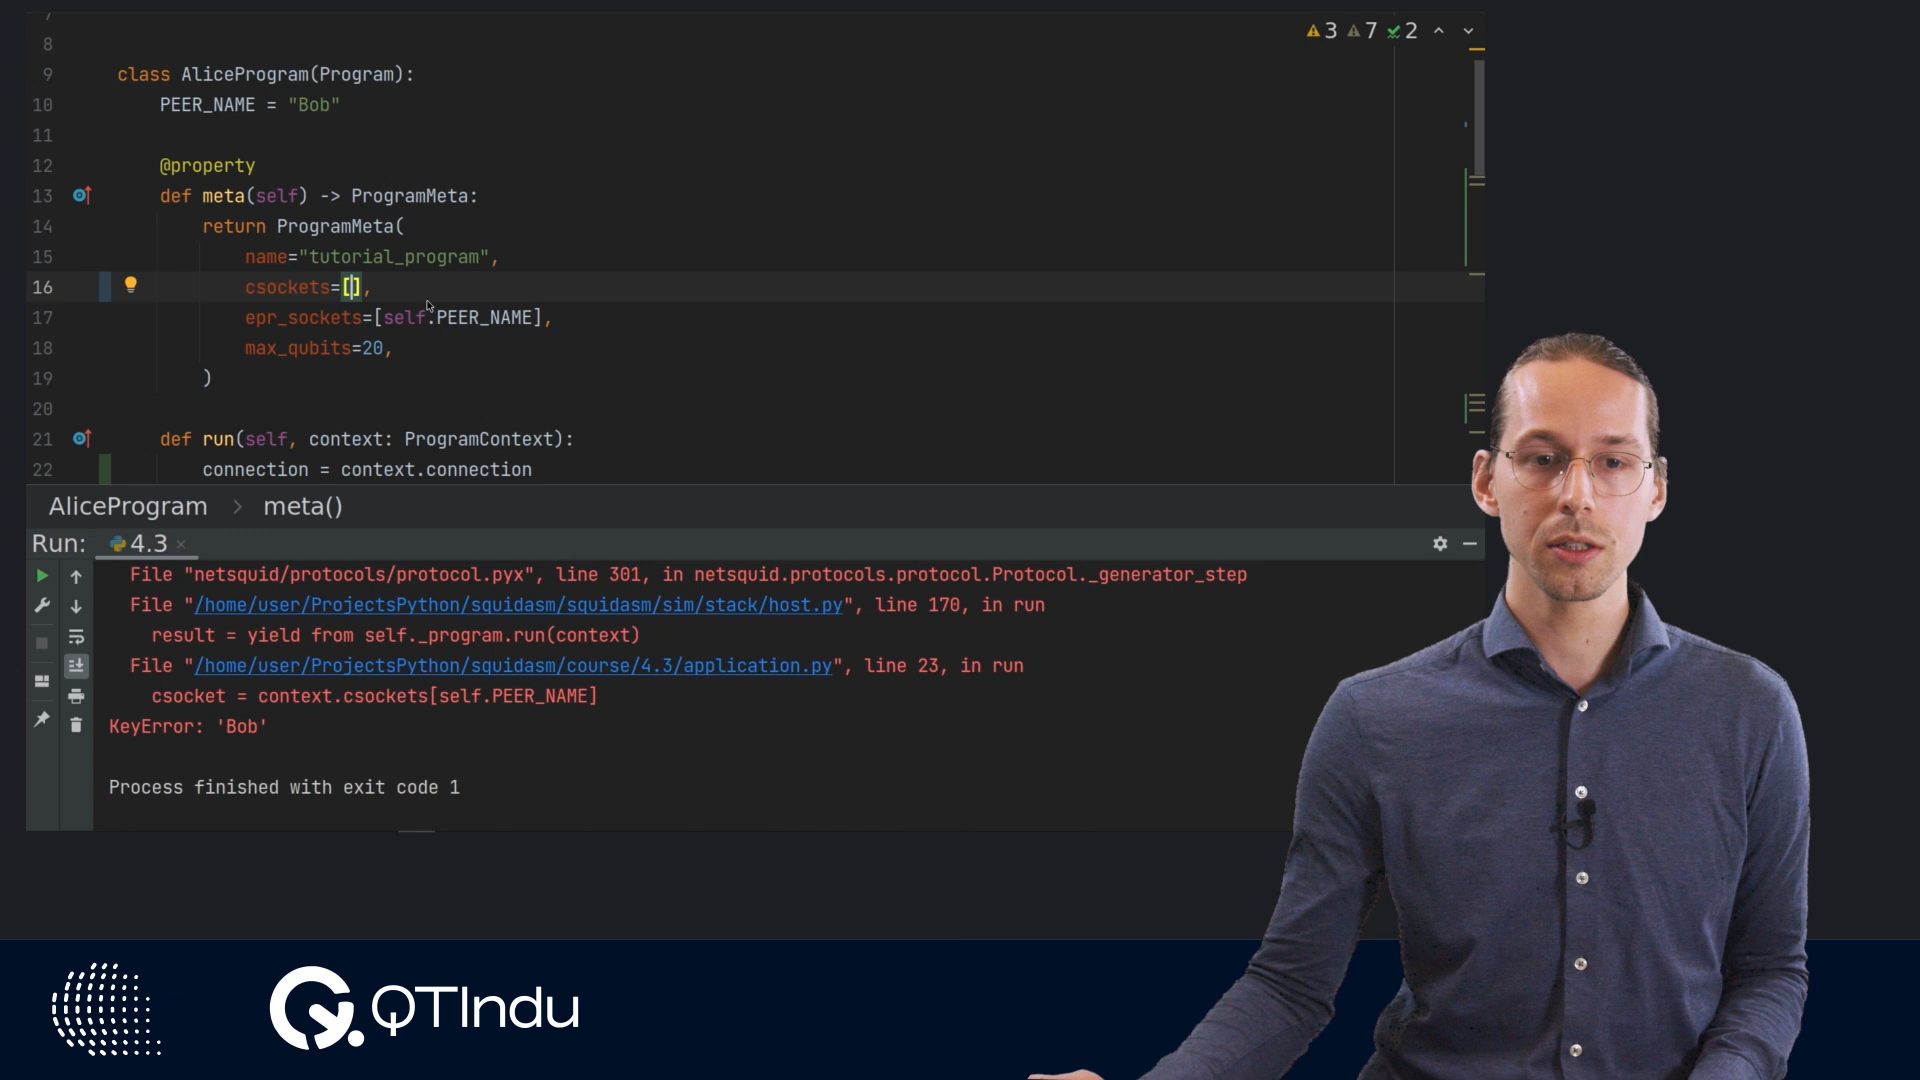 7
3 7 2
8
9 class AliceProgram(Program):
10 PEER_NAME = "Bob"
11
12 @property
13 def meta(self) -> ProgramMeta:
14 return ProgramMeta(
15 name="tutorial_program",
16 csockets=[],
17 epr_sockets=[self.PEER_NAME],
18 max_qubits=20,
19 )
20
21 def run(self, context: ProgramContext):
22 connection = context.connection
AliceProgram > meta()
Run: 4.3 ×
File "netsquid/protocols/protocol.pyx", line 301, in netsquid.protocols.protocol.Protocol._generator_step
File "/home/user/ProjectsPython/squidasm/squidasm/sim/stack/host.py", line 170, in run
result = yield from self._program.run(context)
File "/home/user/ProjectsPython/squidasm/course/4.3/application.py", line 23, in run
csocket = context.csockets[self.PEER_NAME]
KeyError: 'Bob'
Process finished with exit code 1
QTIndu